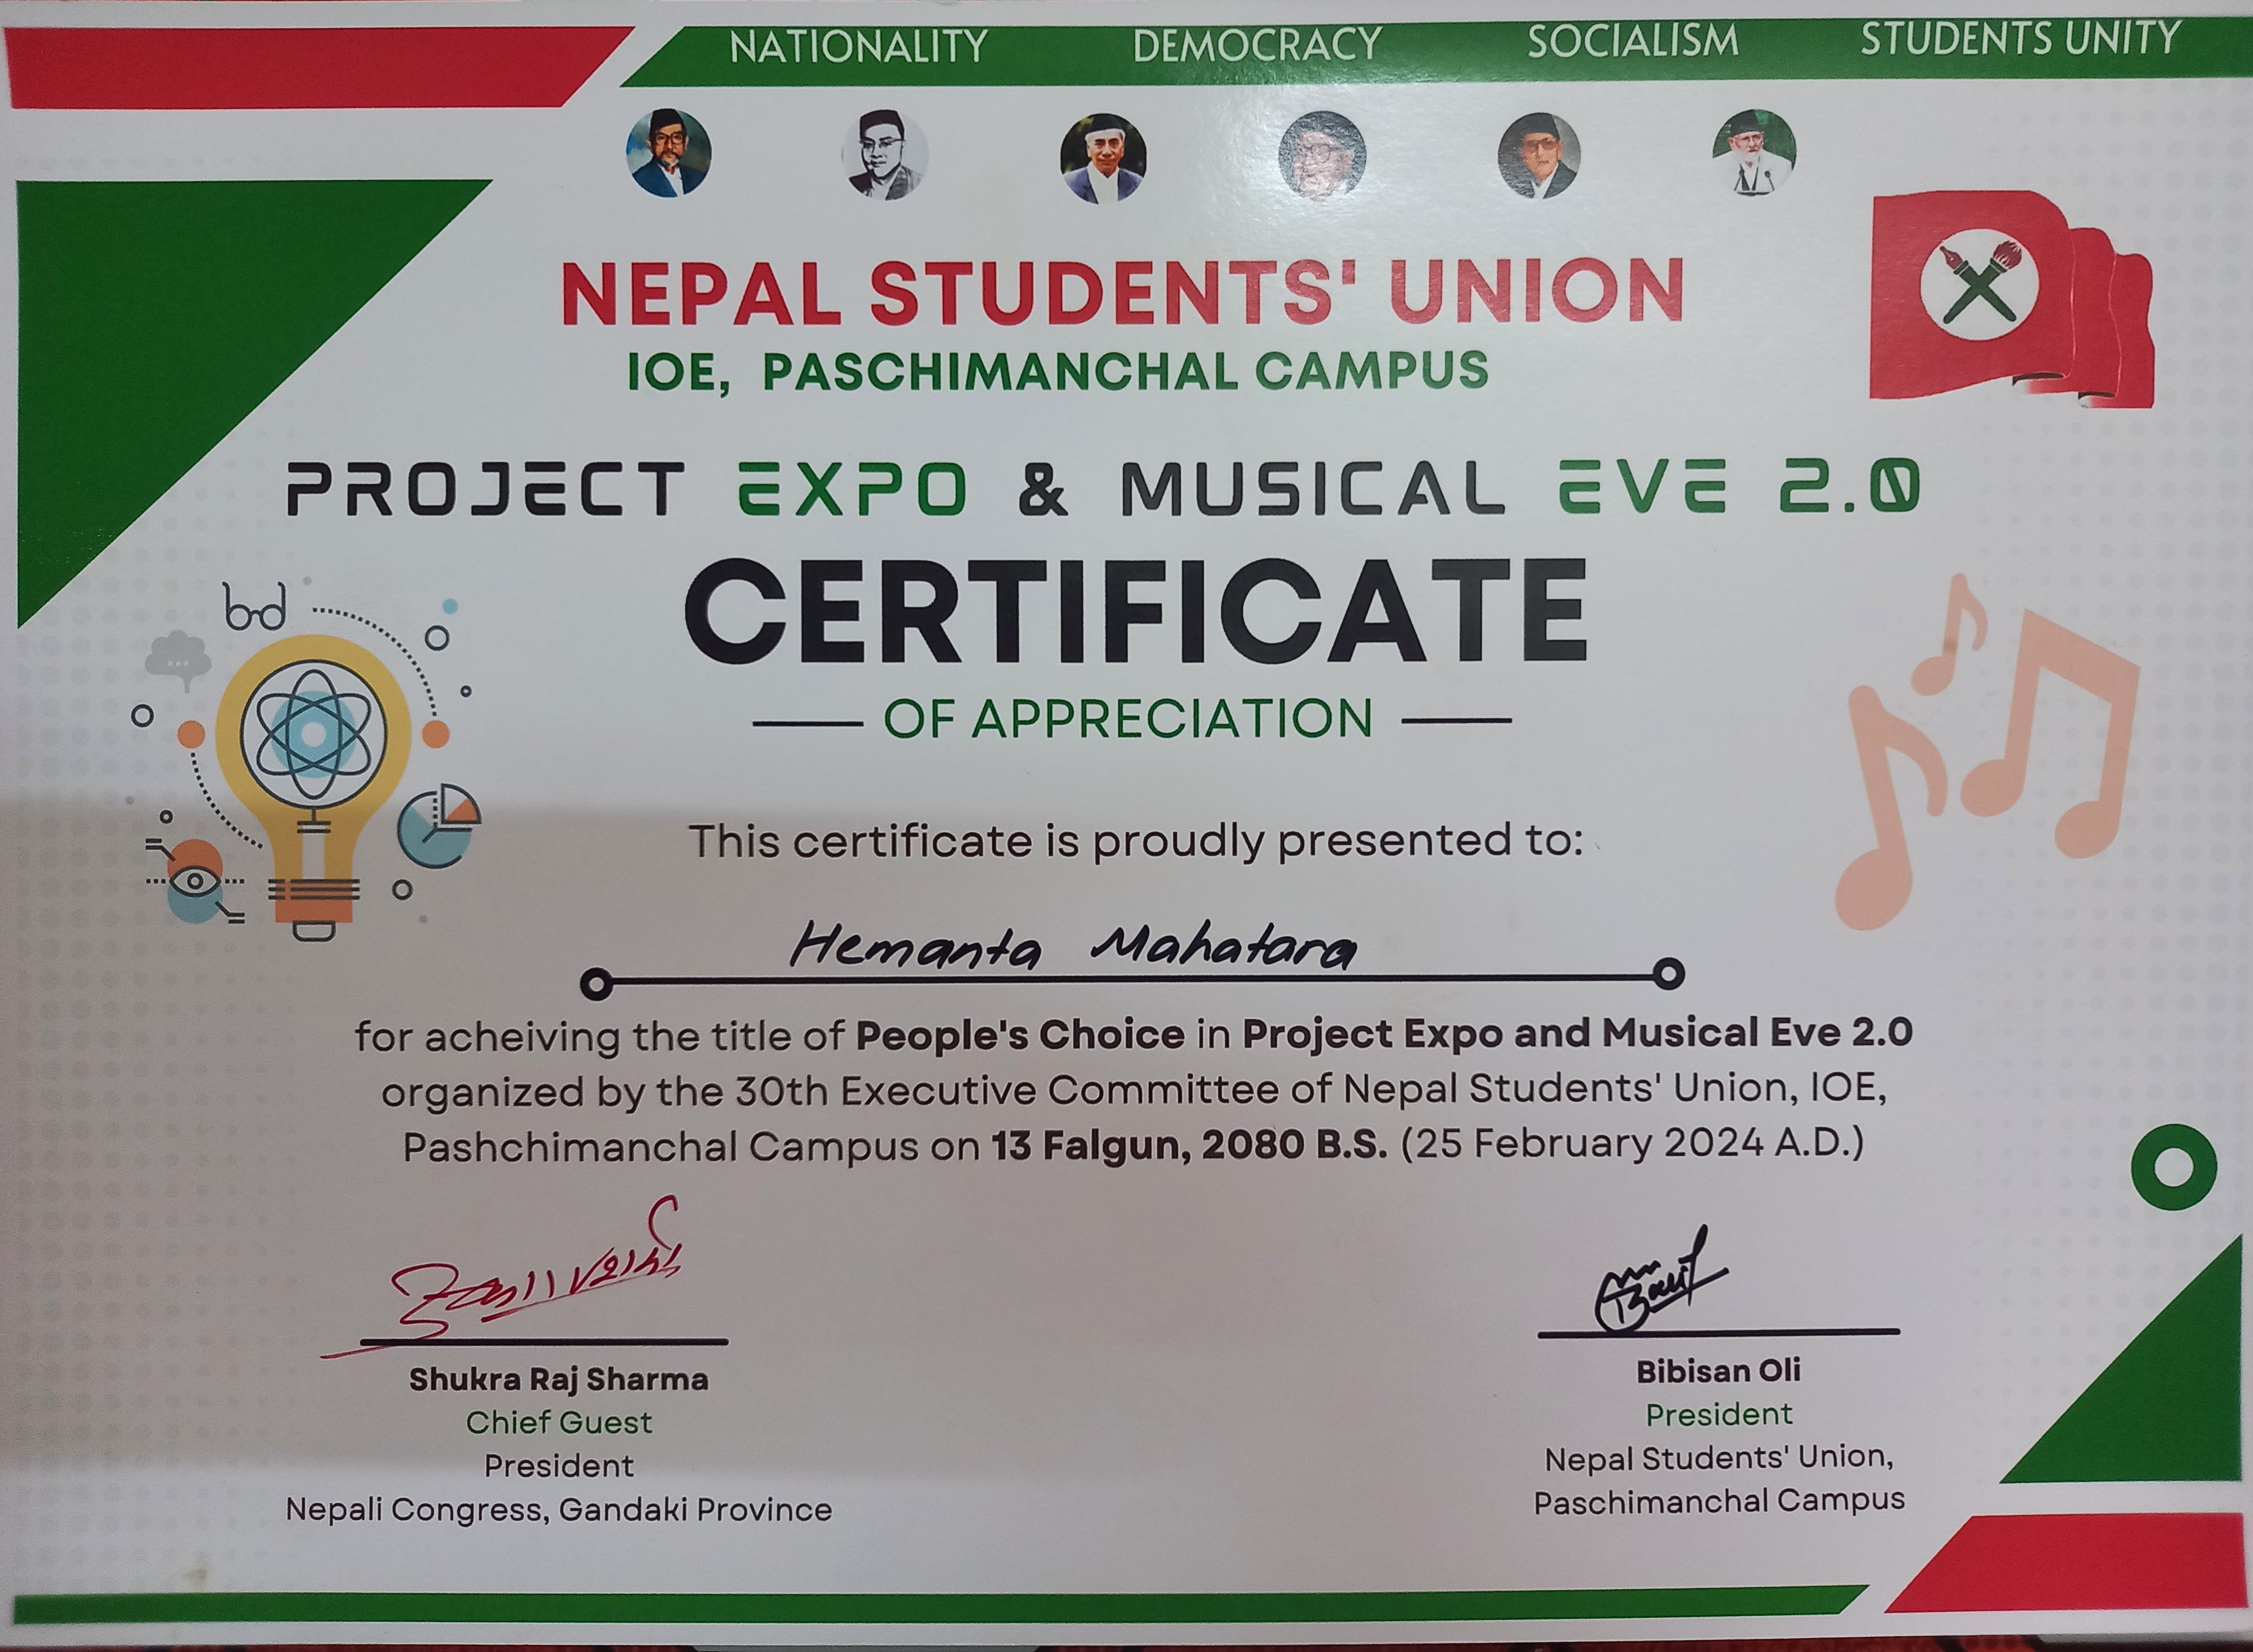 NATIONALITY DEMOCRACY SOCIALISM STUDENTS UNITY
NEPAL STUDENTS' UNION
IOE, PASCHIMANCHAL CAMPUS
PROJECT EXPO & MUSICAL EVE 2.0
CERTIFICATE
OF APPRECIATION
This certificate is proudly presented to:
Hemanta Mahatara
for acheiving the title of People's Choice in Project Expo and Musical Eve 2.0
organized by the 30th Executive Committee of Nepal Students' Union, IOE,
Pashchimanchal Campus on 13 Falgun, 2080 B.S. (25 February 2024 A.D.)
Shukra Raj Sharma
Chief Guest
President
Nepali Congress, Gandaki Province
Bibisan Oli
President
Nepal Students' Union,
Paschimanchal Campus